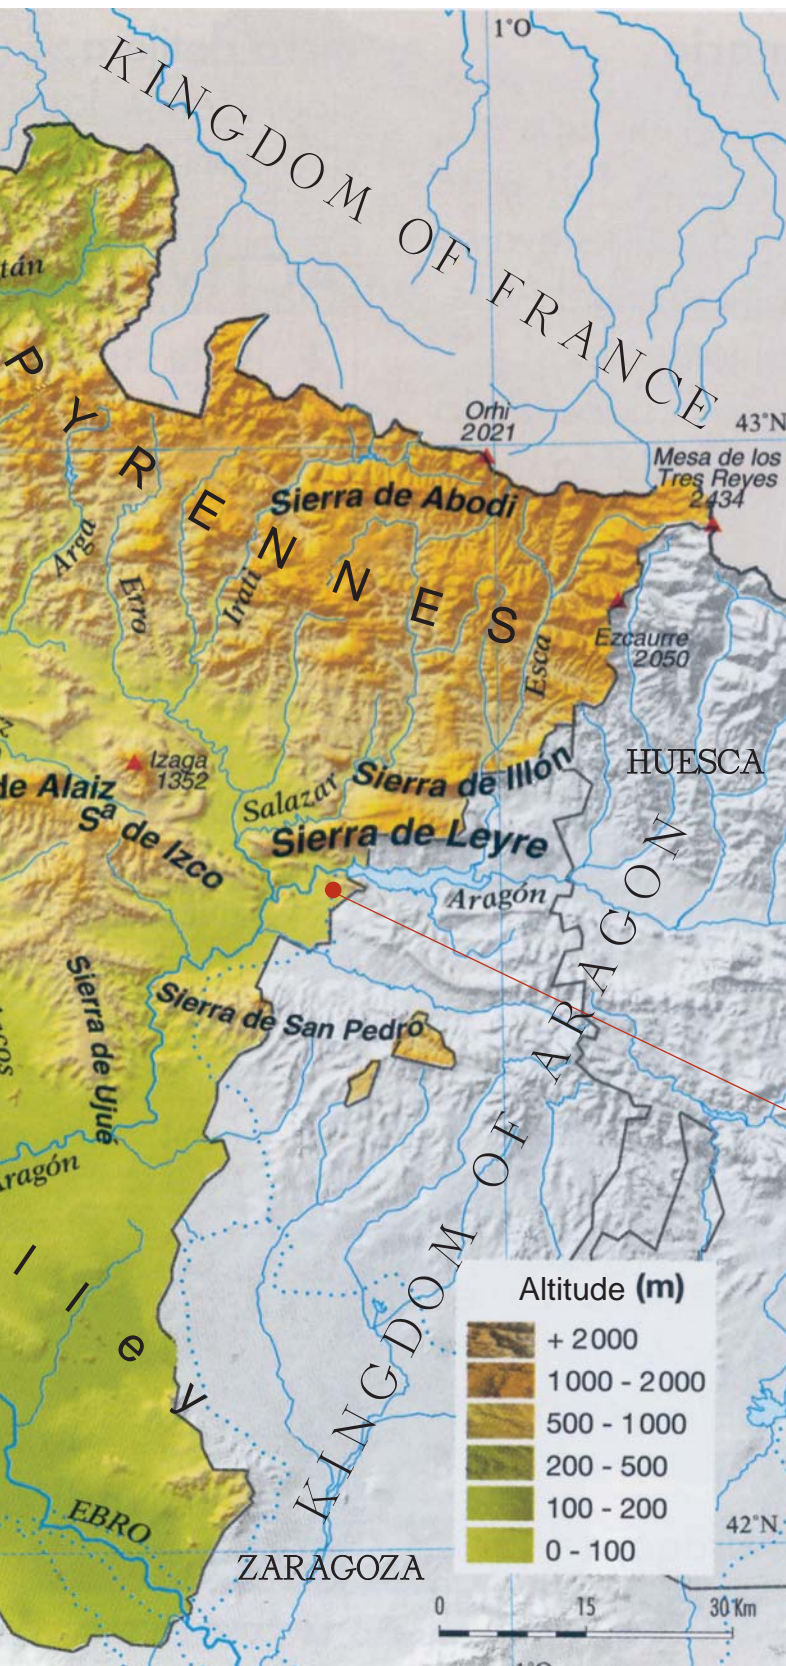 1°O
KINGDOM OF FRANCE
tán
PYRENNES
Orhi
2021
43°N
Mesa de los
Tres Reyes
2434
Sierra de Abodi
Arga
Erro
Irati
Esca
Ezcaurre
2050
HUESCA
Izaga
1352
de Alaiz
Sª de Izco
Salazar
Sierra de Illón
Sierra de Leyre
Aragón
KINGDOM OF ARAGON
Sierra de San Pedro
Sierra de Ujué
Aragón
lley
Altitude (m)
+ 2000
1000 - 2000
500 - 1000
200 - 500
100 - 200
0 - 100
EBRO
42°N
ZARAGOZA
0 15 30 Km